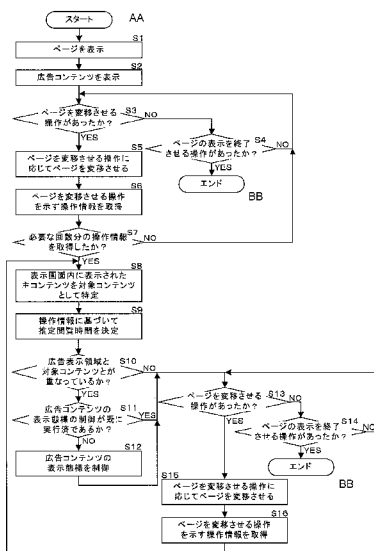 スタート
AA
S1
ページを表示
S2
広告コンテンツを表示
S3
ページを変移させる
操作があったか？
NO
YES
S4
ページの表示を終了
させる操作があったか？
NO
YES
エンド
BB
S5
ページを変移させる操作に
応じてページを変移させる
S6
ページを変移させる操作
を示す操作情報を取得
S7
必要な回数分の操作情報
を取得したか？
NO
YES
S8
表示画面内に表示された
主コンテンツを対象コンテンツ
として特定
S9
操作情報に基づいて
推定閲覧時間を決定
S10
広告表示領域と
対象コンテンツとが
重なっているか？
NO
YES
S11
広告コンテンツの
表示態様の制御が既に
実行済であるか？
YES
NO
S12
広告コンテンツの
表示態様を制御
S13
ページを変移させる
操作があったか？
NO
YES
S14
ページの表示を終了
させる操作があったか？
NO
YES
エンド
BB
S15
ページを変移させる操作に
応じてページを変移させる
S16
ページを変移させる操作
を示す操作情報を取得